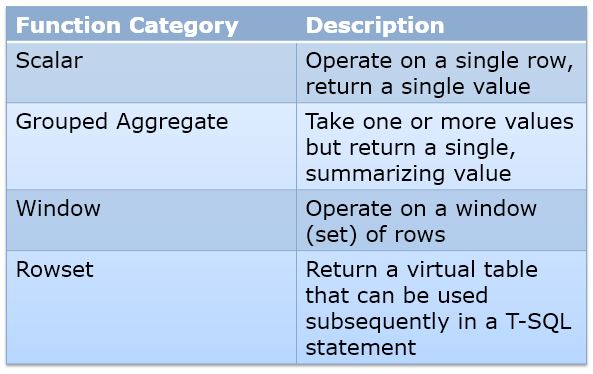 Function Category
Description
Scalar
Operate on a single row,
return a single value
Grouped Aggregate
Take one or more values
but return a single,
summarizing value
Window
Operate on a window
(set) of rows
Rowset
Return a virtual table
that can be used
subsequently in a T-SQL
statement